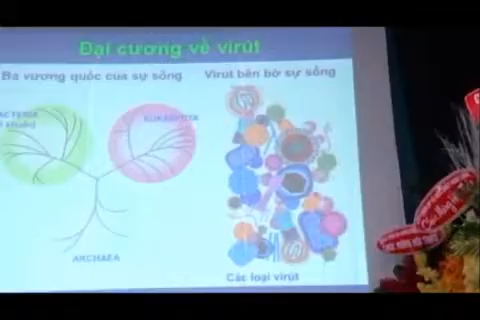 Đại cương về virút
Ba vương quốc của sự sống
Virút bên bờ sự sống
EUKARYOTA
ARCHAEA
Các loại virút